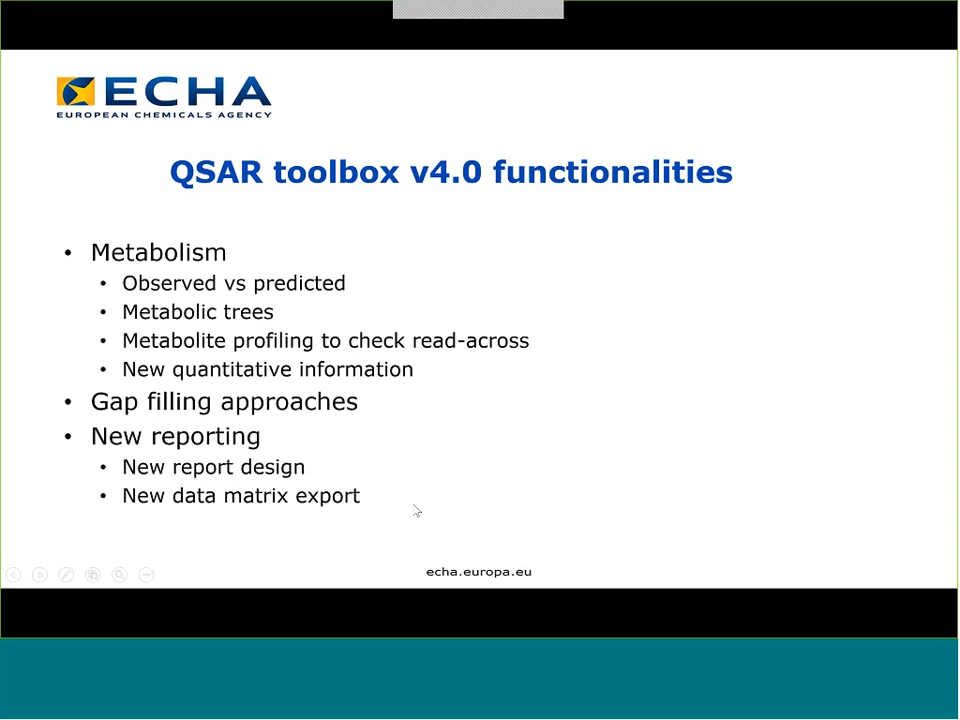 ECHA
EUROPEAN CHEMICALS AGENCY
QSAR toolbox v4.0 functionalities
• Metabolism
• Observed vs predicted
• Metabolic trees
• Metabolite profiling to check read-across
• New quantitative information
• Gap filling approaches
• New reporting
• New report design
• New data matrix export
echa.europa.eu